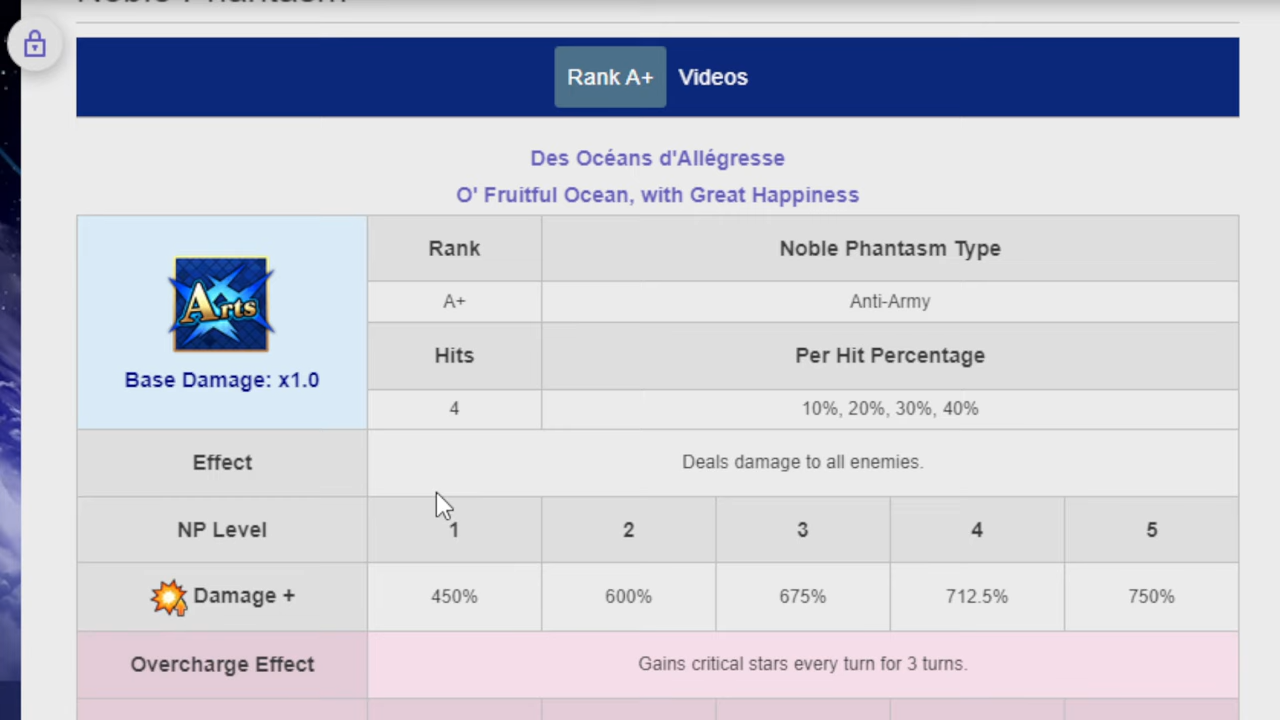 Noble Phantasm
Rank A+ Videos
Des Océans d'Allégresse
O' Fruitful Ocean, with Great Happiness
Arts
Base Damage: x1.0
Rank Noble Phantasm Type
A+ Anti-Army
Hits Per Hit Percentage
4 10%, 20%, 30%, 40%
Effect Deals damage to all enemies.
NP Level 1 2 3 4 5
Damage + 450% 600% 675% 712.5% 750%
Overcharge Effect Gains critical stars every turn for 3 turns.